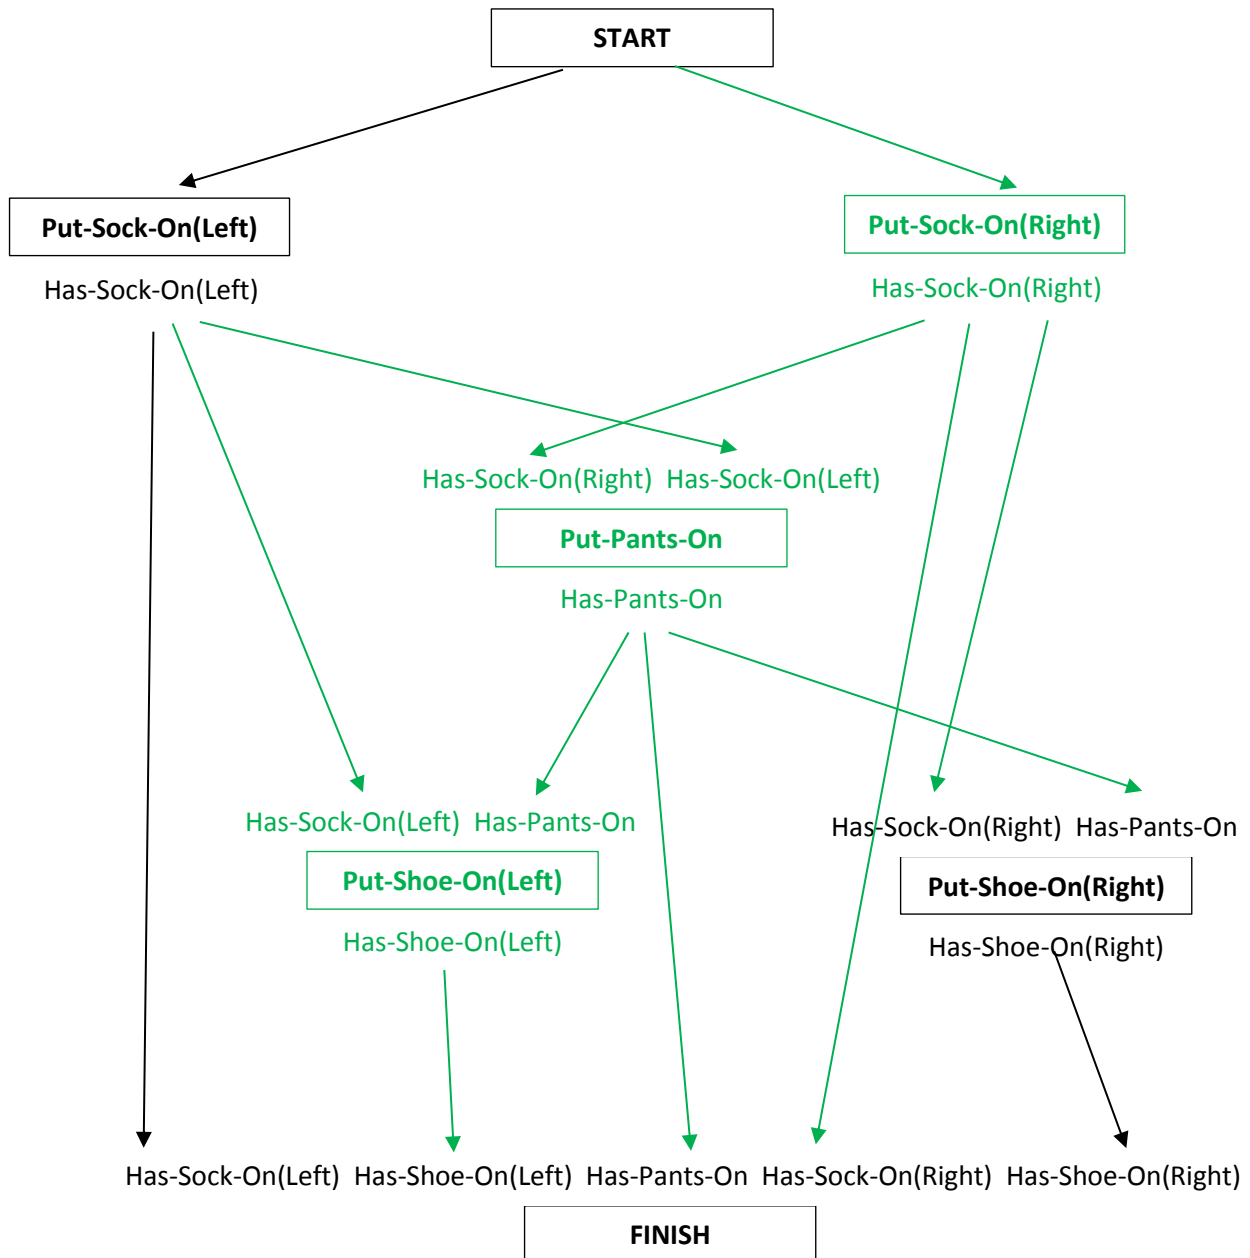 START
Put-Sock-On(Left) Put-Sock-On(Right)
Has-Sock-On(Left) Has-Sock-On(Right)
Has-Sock-On(Right) Has-Sock-On(Left)
Put-Pants-On
Has-Pants-On
Has-Sock-On(Left) Has-Pants-On Has-Sock-On(Right) Has-Pants-On
Put-Shoe-On(Left) Put-Shoe-On(Right)
Has-Shoe-On(Left) Has-Shoe-On(Right)
Has-Sock-On(Left) Has-Shoe-On(Left) Has-Pants-On Has-Sock-On(Right) Has-Shoe-On(Right)
FINISH